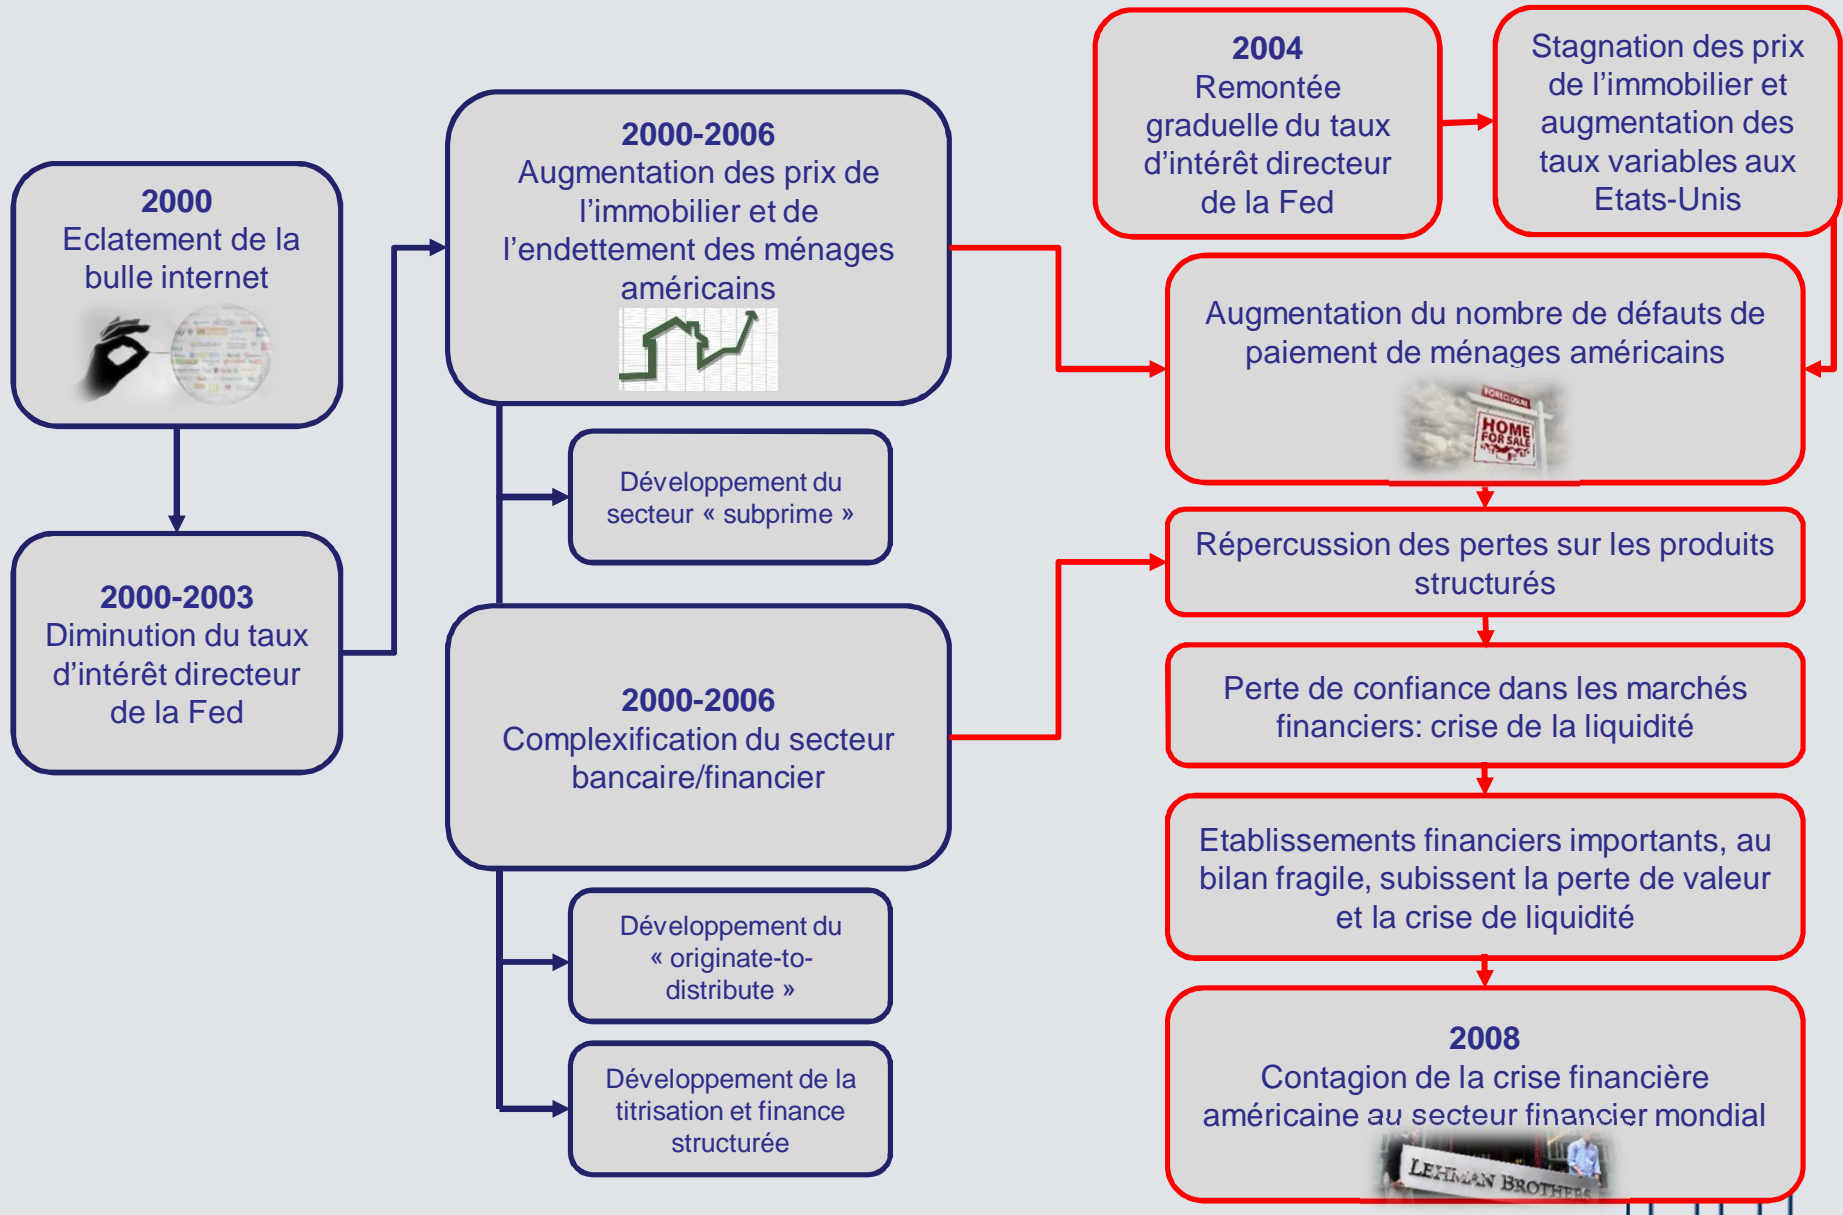 2000
Eclatement de la
bulle internet
2000-2003
Diminution du taux
d’intérêt directeur
de la Fed
2000-2006
Augmentation des prix de
l’immobilier et de
l’endettement des ménages
américains
Développement du
secteur « subprime »
2000-2006
Complexification du secteur
bancaire/financier
Développement du
« originate-to-
distribute »
Développement de la
titrisation et finance
structurée
2004
Remontée
graduelle du taux
d’intérêt directeur
de la Fed
Stagnation des prix
de l’immobilier et
augmentation des
taux variables aux
Etats-Unis
Augmentation du nombre de défauts de
paiement de ménages américains
FORECLOSURE
HOME
FOR SALE
Répercussion des pertes sur les produits
structurés
Perte de confiance dans les marchés
financiers: crise de la liquidité
Etablissements financiers importants, au
bilan fragile, subissent la perte de valeur
et la crise de liquidité
2008
Contagion de la crise financière
américaine au secteur financier mondial
LEHMAN BROTHERS